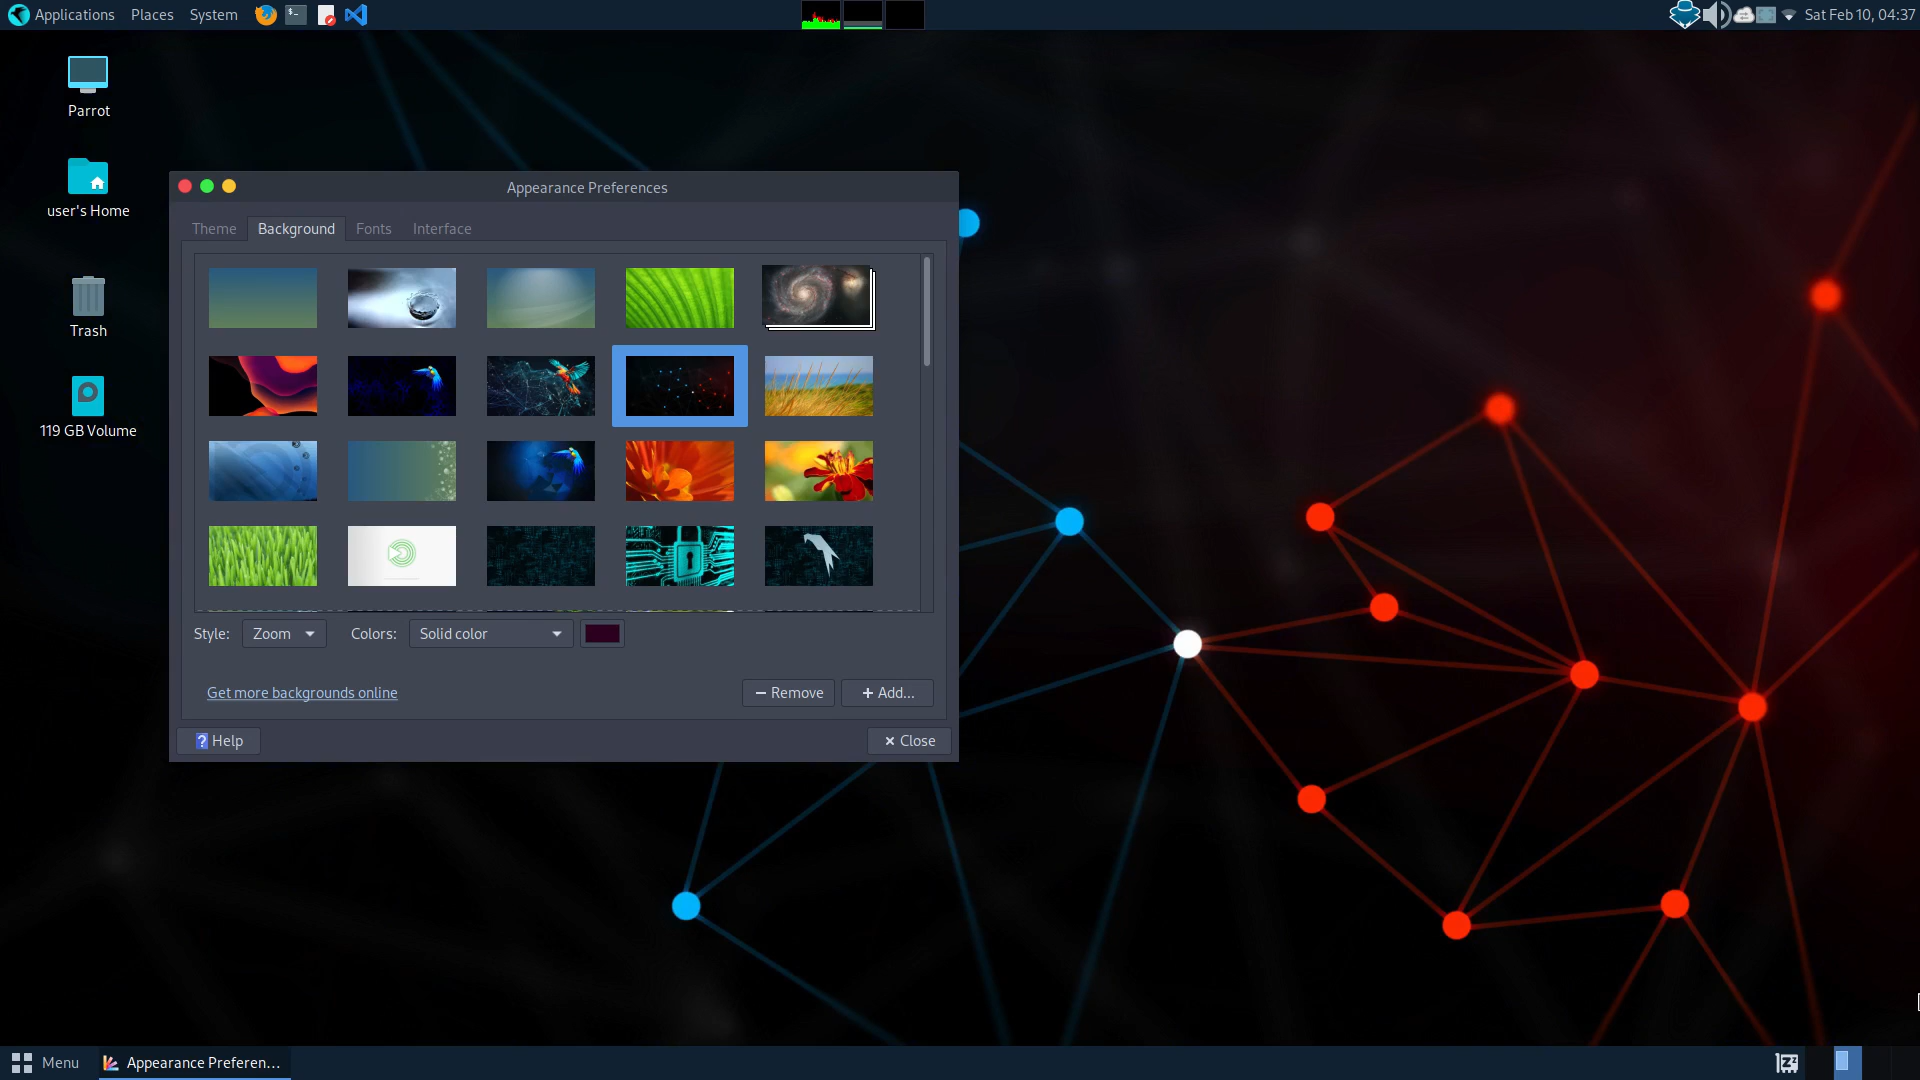 Applications Places System
Sat Feb 10, 04:37
Parrot
user's Home
Trash
119 GB Volume
Appearance Preferences
Theme Background Fonts Interface
Style: Zoom Colors: Solid color
Get more backgrounds online
Remove Add...
? Help Close
Menu Appearance Preferen...